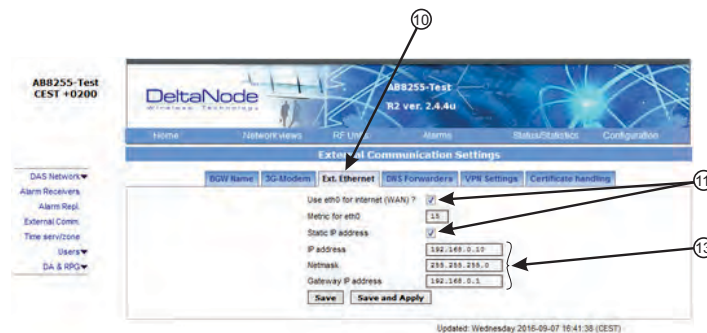 10
AB8255-Test
CEST +0200
DeltaNode
Wireless Technology
AB8255-Test
R2 ver. 2.4.4u
Home Network views RF Units Alarms Status/Statistics Configuration
External Communication Settings
DAS Network
Alarm Receivers
Alarm Repl.
External Comm.
Time serv/zone
Users
DA & RPG
BGW Name 3G-Modem Ext. Ethernet DNS Forwarders VPN Settings Certificate handling
Use eth0 for internet (WAN) ?
11
Metric for eth0 15
Static IP address
IP address 192.168.0.10
13
Netmask 255.255.255.0
Gateway IP address 192.168.0.1
Save Save and Apply
Updated: Wednesday 2016-09-07 16:41:38 (CEST)